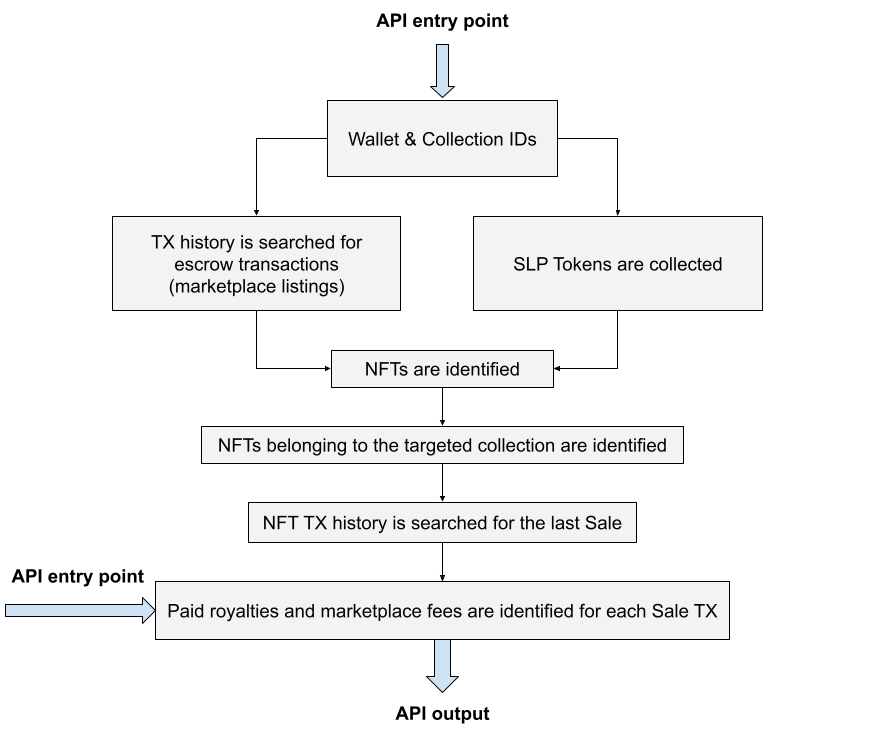 API entry point
Wallet & Collection IDs
TX history is searched for
escrow transactions
(marketplace listings)
SLP Tokens are collected
NFTs are identified
NFTs belonging to the targeted collection are identified
NFT TX history is searched for the last Sale
API entry point
Paid royalties and marketplace fees are identified for each Sale TX
API output